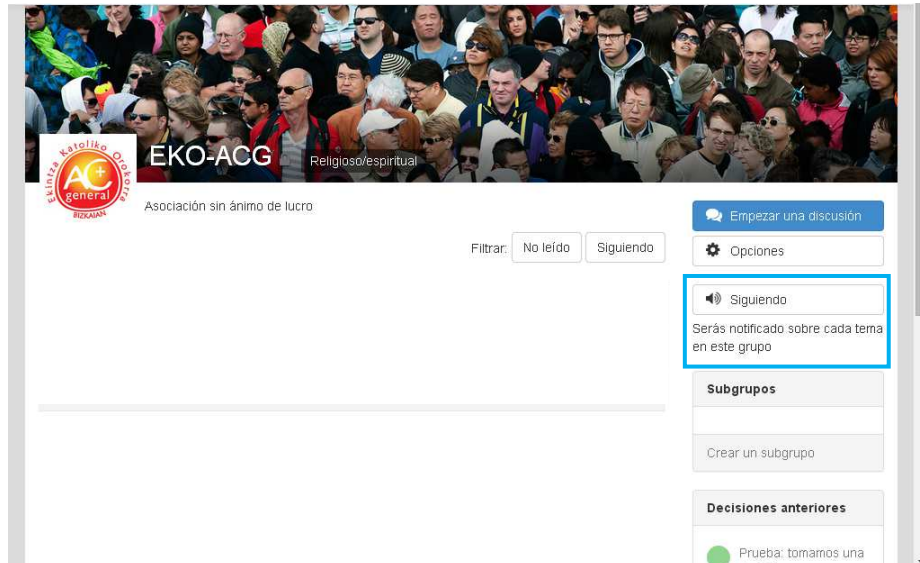 EKO-ACG
Religioso/espiritual
Ekintza Katoliko Orokorra
AC+
general
BIZKAIAN
Asociación sin ánimo de lucro
Filtrar: No leído Siguiendo
Empezar una discusión
Opciones
Siguiendo
Serás notificado sobre cada tema
en este grupo
Subgrupos
Crear un subgrupo
Decisiones anteriores
Prueba: tomamos una